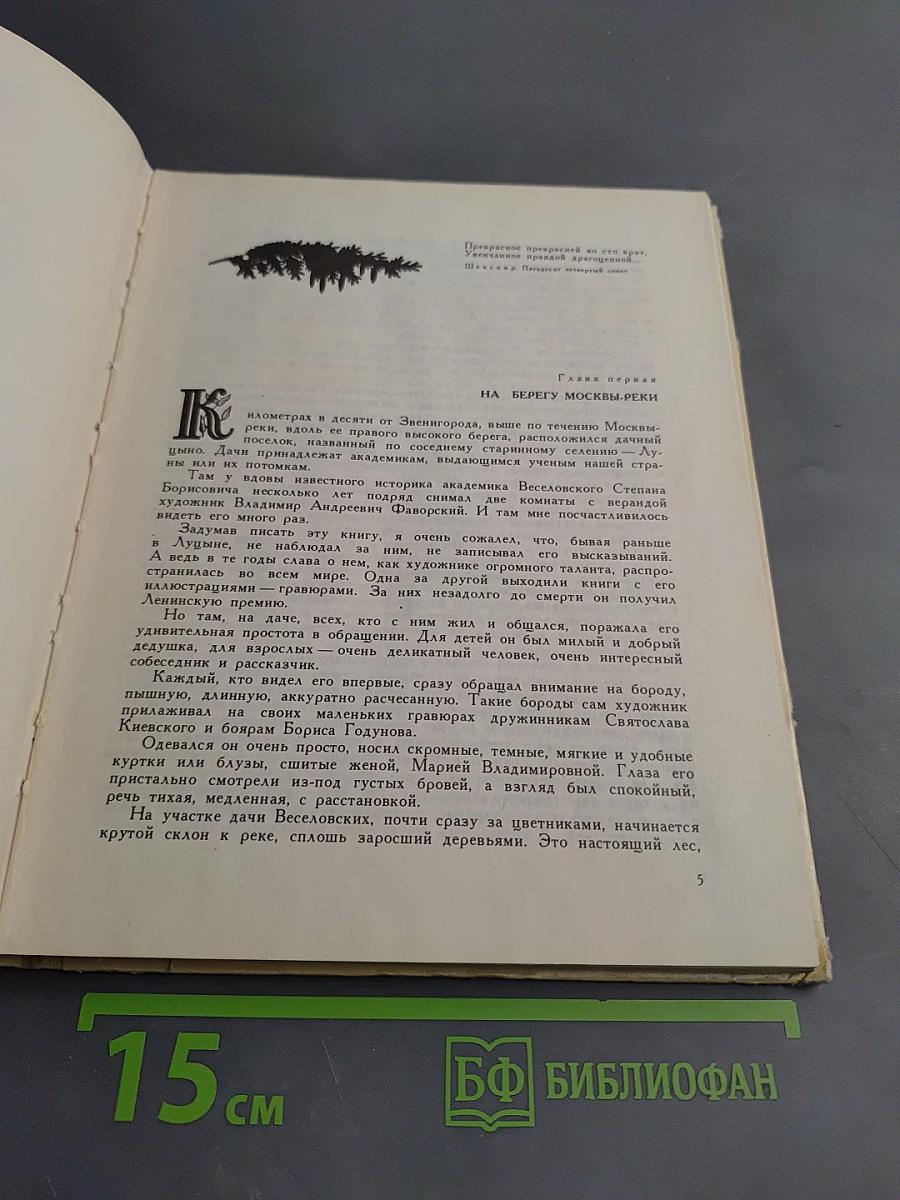 Прекрасное прекрасней во сто крат,
Увенчанное правдой драгоценной...
Шекспир. Пятьдесят четвертый сонет
Глава первая
НА БЕРЕГУ МОСКВЫ-РЕКИ
Километрах в десяти от Звенигорода, выше по течению Москвы-
реки, вдоль ее правого высокого берега, расположился дачный
поселок, названный по соседнему старинному селению — Лу-
цыно. Дачи принадлежат академикам, выдающимся ученым нашей стра-
ны или их потомкам.
Там у вдовы известного историка академика Веселовского Степана
Борисовича несколько лет подряд снимал две комнаты с верандой
художник Владимир Андреевич Фаворский. И там мне посчастливилось
видеть его много раз.
Задумав писать эту книгу, я очень сожалел, что, бывая раньше
в Луцыне, не наблюдал за ним, не записывал его высказываний.
А ведь в те годы слава о нем, как художнике огромного таланта, распро-
странилась во всем мире. Одна за другой выходили книги с его
иллюстрациями — гравюрами. За них незадолго до смерти он получил
Ленинскую премию.
Но там, на даче, всех, кто с ним жил и общался, поражала его
удивительная простота в обращении. Для детей он был милый и добрый
дедушка, для взрослых — очень деликатный человек, очень интересный
собеседник и рассказчик.
Каждый, кто видел его впервые, сразу обращал внимание на бороду,
пышную, длинную, аккуратно расчесанную. Такие бороды сам художник
прилаживал на своих маленьких гравюрах дружинникам Святослава
Киевского и боярам Бориса Годунова.
Одевался он очень просто, носил скромные, темные, мягкие и удобные
куртки или блузы, сшитые женой, Марией Владимировной. Глаза его
пристально смотрели из-под густых бровей, а взгляд был спокойный,
речь тихая, медленная, с расстановкой.
На участке дачи Веселовских, почти сразу за цветниками, начинается
крутой склон к реке, сплошь заросший деревьями. Это настоящий лес,
5
15 см
БФ БИБЛИОФАН